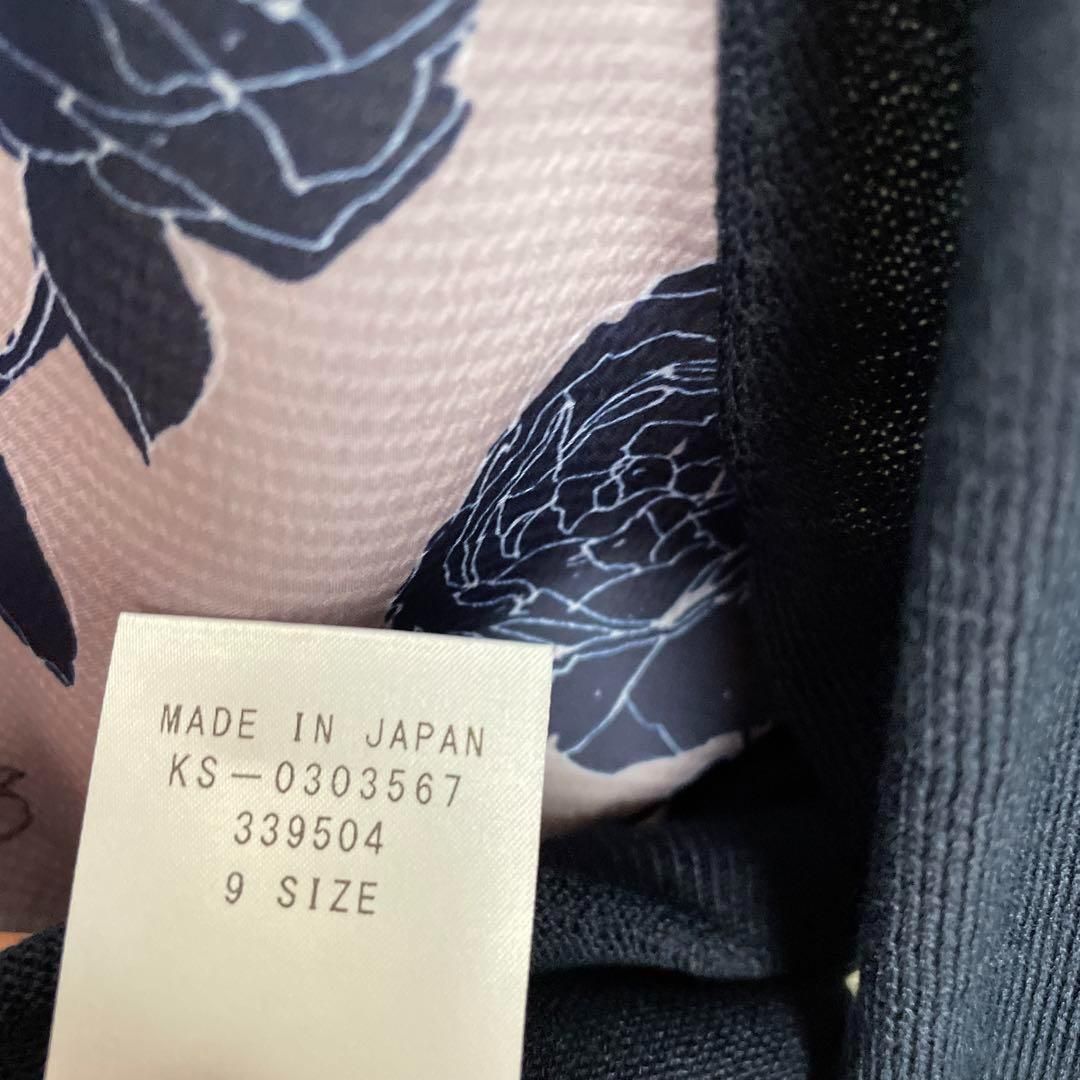 MADE IN JAPAN
KS-0303567
339504
9 SIZE